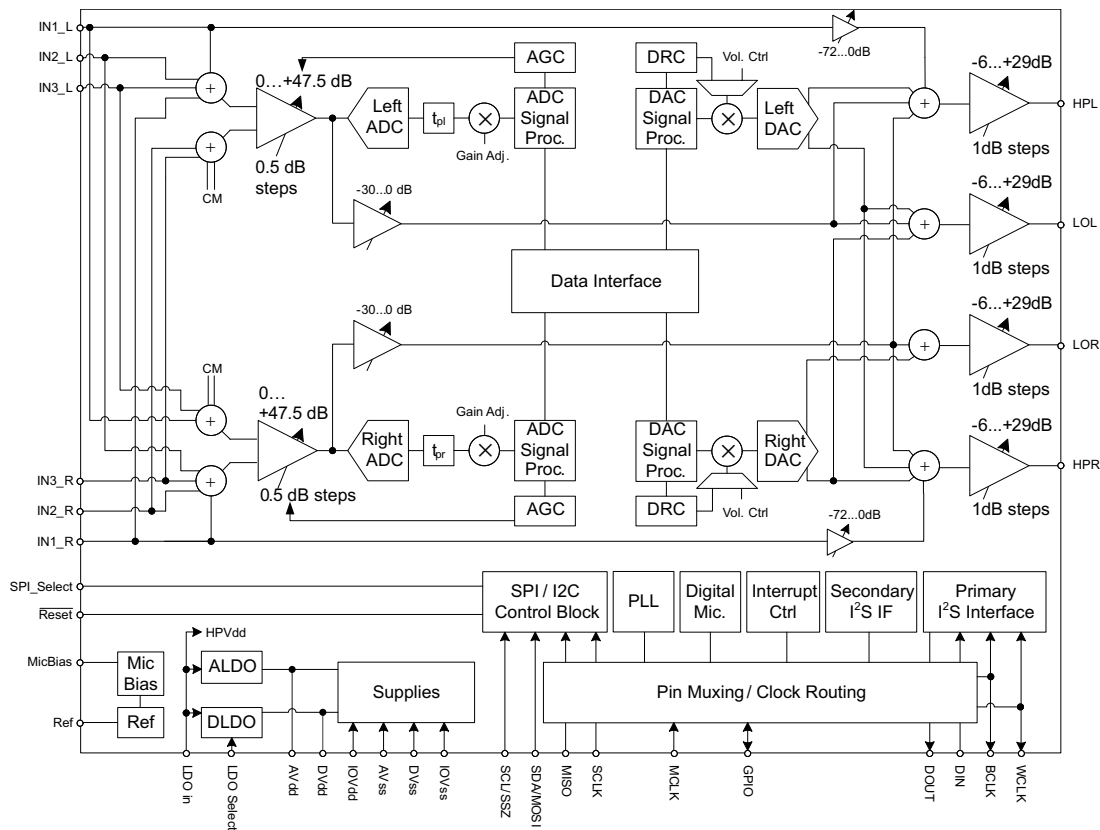 IN1_L
-72...0dB
IN2_L
IN3_L
0...+47.5 dB
AGC
DRC
Vol. Ctrl
-6...+29dB
+
Left
ADC
t_pl
Gain Adj.
ADC
Signal
Proc.
DAC
Signal
Proc.
Left
DAC
+
HPL
1dB steps
+
CM
0.5 dB
steps
-30...0 dB
-6...+29dB
+
LOL
1dB steps
Data Interface
-30...0 dB
-6...+29dB
+
LOR
1dB steps
CM
0...
+47.5 dB
+
Gain Adj.
Right
ADC
t_pr
ADC
Signal
Proc.
DAC
Signal
Proc.
Right
DAC
-6...+29dB
+
HPR
1dB steps
IN3_R
+
0.5 dB steps
IN2_R
AGC
DRC
Vol. Ctrl
IN1_R
-72...0dB
SPI_Select
Reset
SPI / I2C
Control Block
PLL
Digital
Mic.
Interrupt
Ctrl
Secondary
I²S IF
Primary
I²S Interface
HPVdd
MicBias
Mic
Bias
ALDO
Supplies
Pin Muxing / Clock Routing
Ref
Ref
DLDO
LDO in
LDO Select
AVdd
DVdd
IOVdd
AVss
DVss
IOVss
SCL/SSZ
SDA/MOSI
MISO
SCLK
MCLK
GPIO
DOUT
DIN
BCLK
WCLK